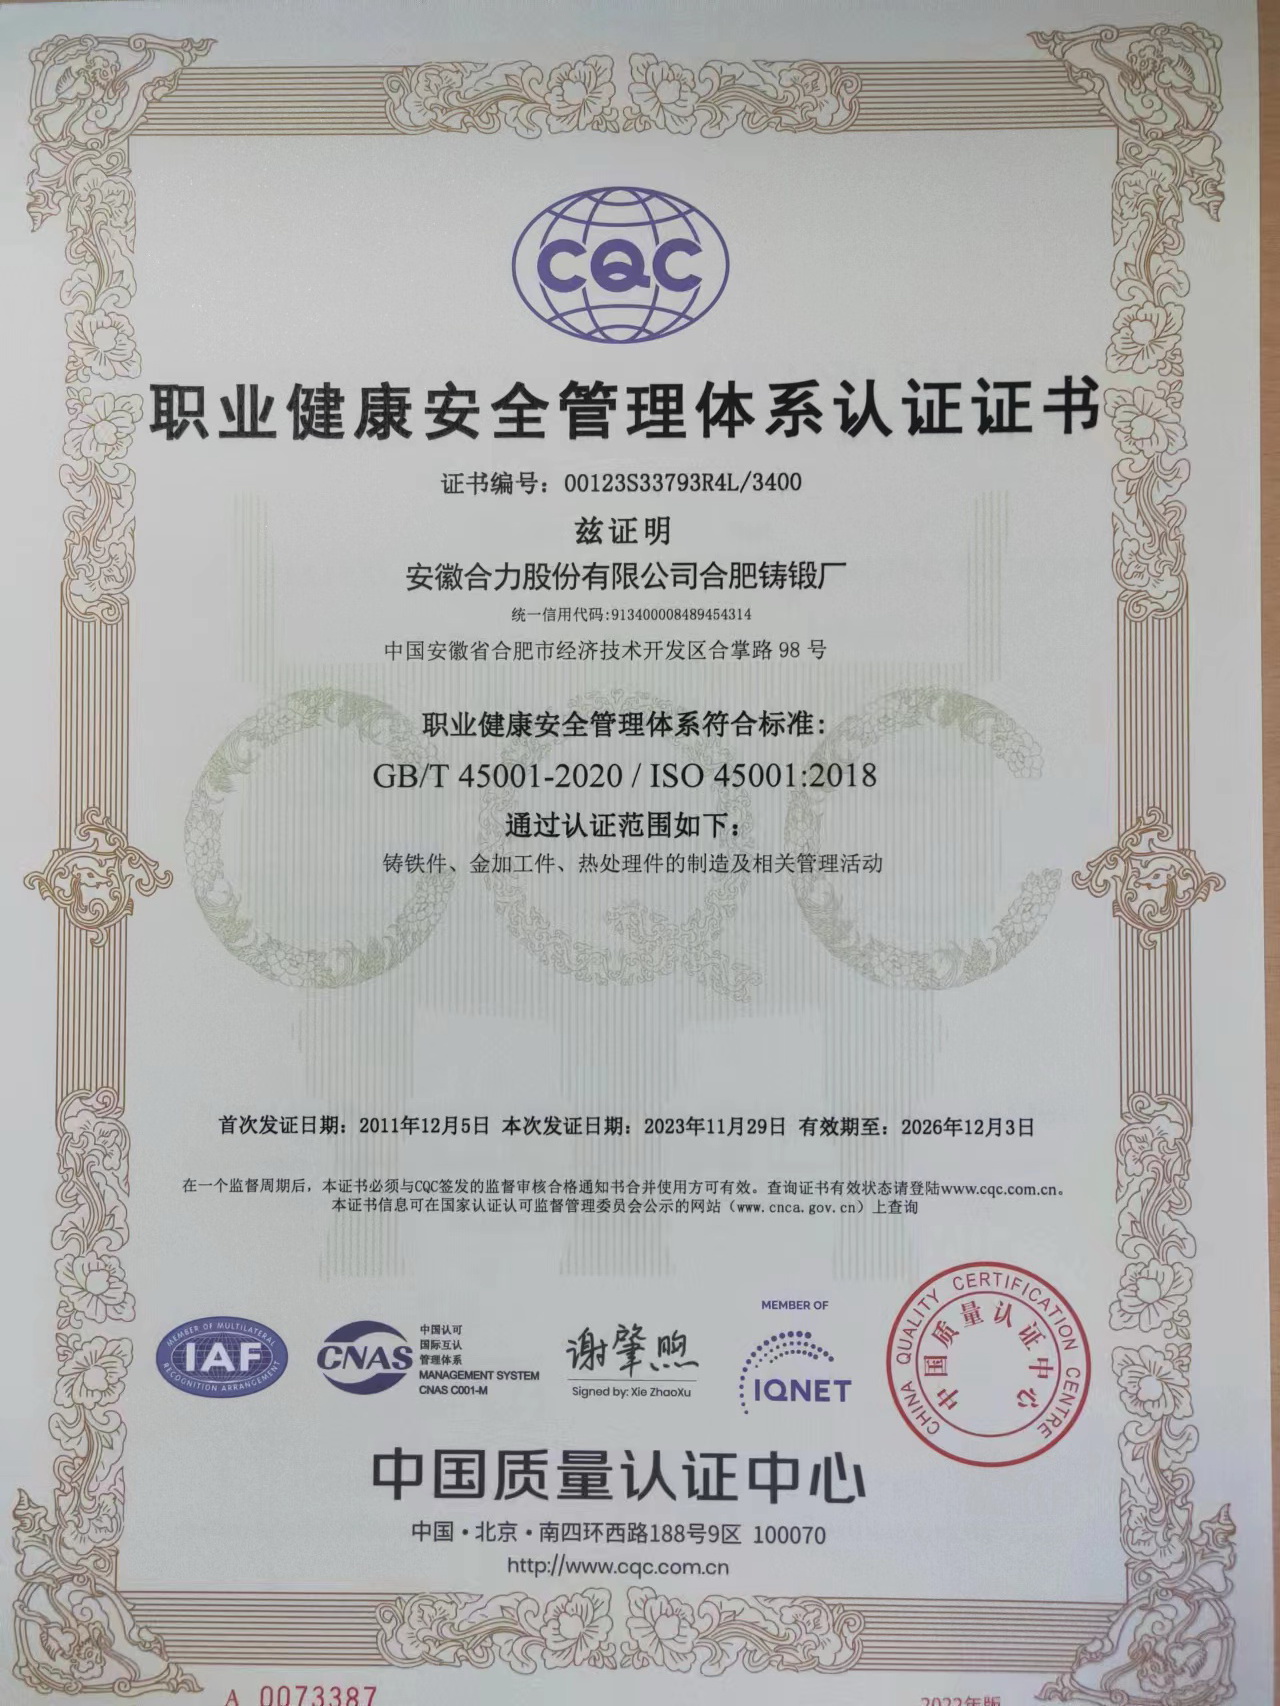 CQC
职业健康安全管理体系认证证书
证书编号：00123S33793R4L/3400
兹证明
安徽合力股份有限公司合肥铸锻厂
统一信用代码:913400008489454314
中国安徽省合肥市经济技术开发区合掌路 98 号
职业健康安全管理体系符合标准：
GB/T 45001-2020 / ISO 45001:2018
通过认证范围如下：
铸铁件、金加工件、热处理件的制造及相关管理活动
首次发证日期：2011年12月5日 本次发证日期：2023年11月29日 有效期至：2026年12月3日
在一个监督周期后，本证书必须与CQC签发的监督审核合格通知书合并使用方可有效。查询证书有效状态请登陆www.cqc.com.cn。
本证书信息可在国家认证认可监督管理委员会公示的网站（www.cnca.gov.cn）上查询
MEMBER OF MULTILATERAL
IAF
RECOGNITION ARRANGEMENT
CNAS
中国认可
国际互认
管理体系
MANAGEMENT SYSTEM
CNAS C001-M
谢肇煦
Signed by: Xie ZhaoXu
MEMBER OF
IQNET
CHINA QUALITY CERTIFICATION CENTRE
中国质量认证中心
中国质量认证中心
中国·北京·南四环西路188号9区 100070
http://www.cqc.com.cn
A 0073387
2022年版